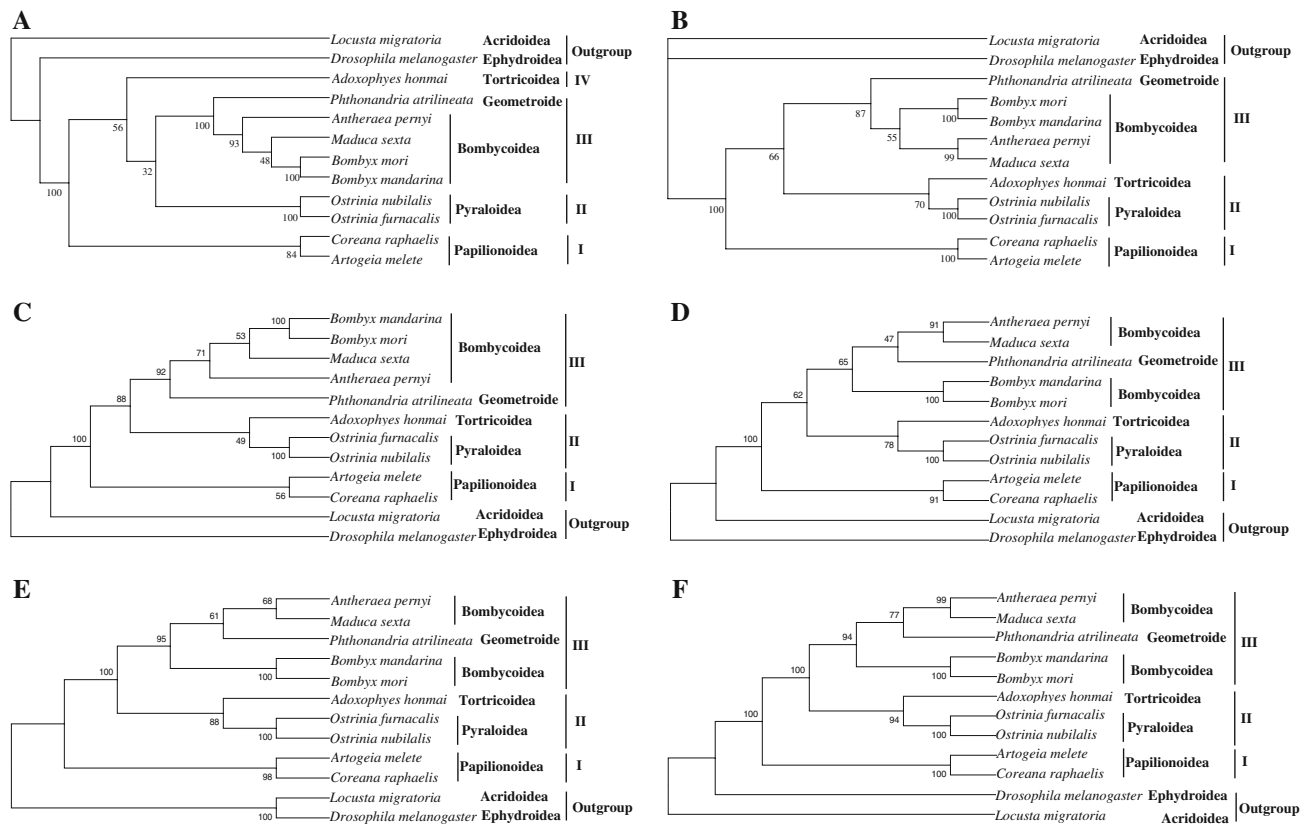 A
Locusta migratoria Acridoidea
Outgroup
Drosophila melanogaster Ephydroidea
Adoxophyes honmai Tortricoidea IV
Phthonandria atrilineata Geometroide
Antheraea pernyi
Maduca sexta
Bombycoidea
III
Bombyx mori
Bombyx mandarina
Ostrinia nubilalis
Pyraloidea II
Ostrinia furnacalis
Coreana raphaelis
Papilionoidea I
Artogeia melete
56
100
93
48
100
32
100
100
84
B
Locusta migratoria Acridoidea
Outgroup
Drosophila melanogaster Ephydroidea
Phthonandria atrilineata Geometroide
Bombyx mori
Bombyx mandarina
III
Bombycoidea
Antheraea pernyi
Maduca sexta
Adoxophyes honmai Tortricoidea
Ostrinia nubilalis
II
Pyraloidea
Ostrinia furnacalis
Coreana raphaelis
Papilionoidea I
Artogeia melete
87
100
55
99
66
70
100
100
100
C
Bombyx mandarina
Bombyx mori
Bombycoidea
Maduca sexta
III
Antheraea pernyi
Phthonandria atrilineata Geometroide
Adoxophyes honmai Tortricoidea
Ostrinia furnacalis
II
Pyraloidea
Ostrinia nubilalis
Artogeia melete
Papilionoidea I
Coreana raphaelis
Locusta migratoria Acridoidea
Outgroup
Drosophila melanogaster Ephydroidea
100
53
71
92
88
49
100
100
56
D
Antheraea pernyi
Bombycoidea
Maduca sexta
Phthonandria atrilineata Geometroide
III
Bombyx mandarina
Bombycoidea
Bombyx mori
Adoxophyes honmai Tortricoidea
Ostrinia furnacalis
II
Pyraloidea
Ostrinia nubilalis
Artogeia melete
Papilionoidea I
Coreana raphaelis
Locusta migratoria Acridoidea
Outgroup
Drosophila melanogaster Ephydroidea
91
47
65
100
62
78
100
100
91
E
Antheraea pernyi
Bombycoidea
Maduca sexta
Phthonandria atrilineata Geometroide
III
Bombyx mandarina
Bombycoidea
Bombyx mori
Adoxophyes honmai Tortricoidea
Ostrinia furnacalis
II
Pyraloidea
Ostrinia nubilalis
Artogeia melete
Papilionoidea I
Coreana raphaelis
Locusta migratoria Acridoidea
Outgroup
Drosophila melanogaster Ephydroidea
68
61
95
100
100
88
100
98
100
F
Antheraea pernyi
Bombycoidea
Maduca sexta
Phthonandria atrilineata Geometroide
III
Bombyx mandarina
Bombycoidea
Bombyx mori
Adoxophyes honmai Tortricoidea
Ostrinia furnacalis
II
Pyraloidea
Ostrinia nubilalis
Artogeia melete
Papilionoidea I
Coreana raphaelis
Drosophila melanogaster Ephydroidea
Outgroup
Locusta migratoria Acridoidea
99
77
94
100
100
94
100
100
100